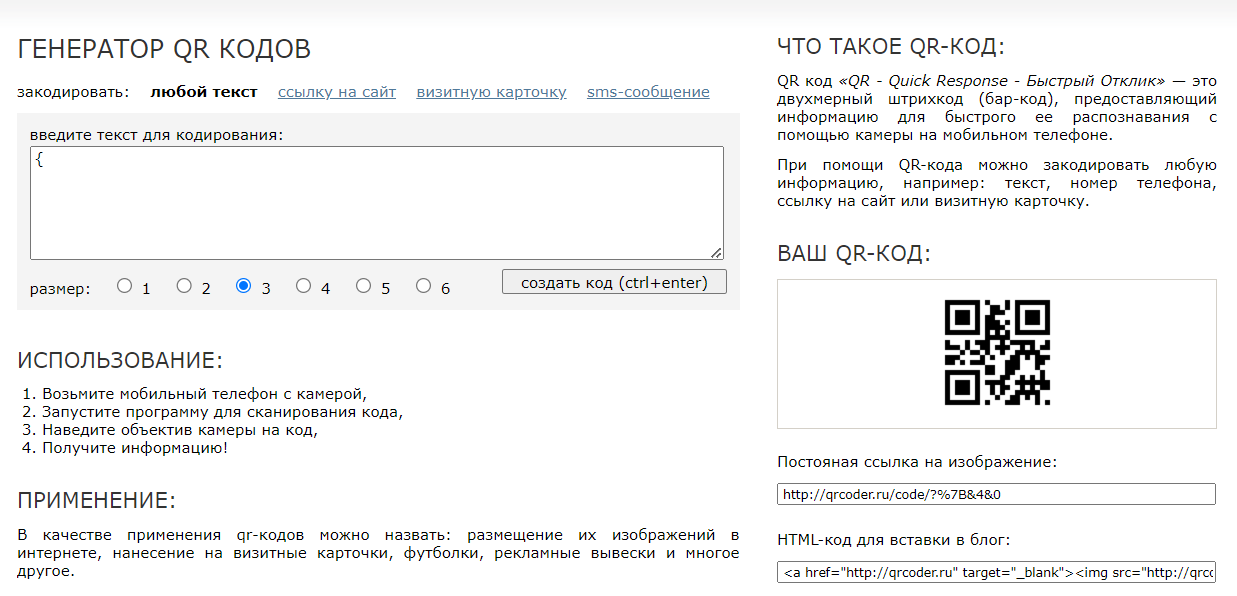 ГЕНЕРАТОР QR КОДОВ
закодировать: любой текст ссылку на сайт визитную карточку sms-сообщение
введите текст для кодирования:
{
размер: 1 2 3 4 5 6 создать код (ctrl+enter)
ИСПОЛЬЗОВАНИЕ:
1. Возьмите мобильный телефон с камерой,
2. Запустите программу для сканирования кода,
3. Наведите объектив камеры на код,
4. Получите информацию!
ПРИМЕНЕНИЕ:
В качестве применения qr-кодов можно назвать: размещение их изображений в
интернете, нанесение на визитные карточки, футболки, рекламные вывески и многое
другое.
ЧТО ТАКОЕ QR-КОД:
QR код «QR - Quick Response - Быстрый Отклик» — это
двухмерный штрихкод (бар-код), предоставляющий
информацию для быстрого ее распознавания с
помощью камеры на мобильном телефоне.
При помощи QR-кода можно закодировать любую
информацию, например: текст, номер телефона,
ссылку на сайт или визитную карточку.
ВАШ QR-КОД:
Постояная ссылка на изображение:
http://qrcoder.ru/code/?%7B&4&0
HTML-код для вставки в блог:
<a href="http://qrcoder.ru" target="_blank"><img src="http://qrco